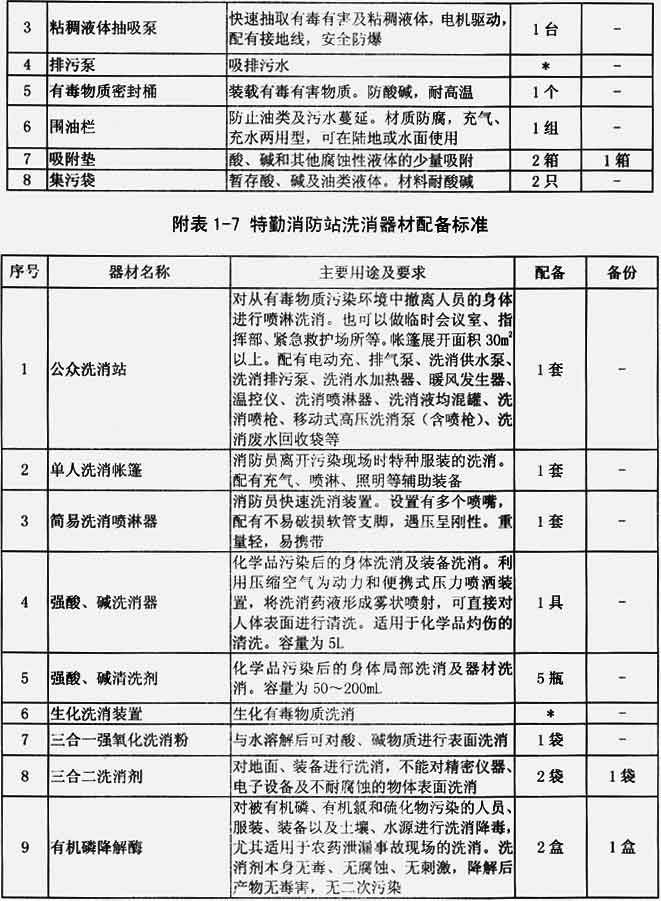 3 粘稠液体抽吸泵 快速抽取有毒有害及粘稠液体，电机驱动， 1台 -
配有接地线，安全防爆
4 排污泵 吸排污水 * -
5 有毒物质密封桶 装载有毒有害物质。防酸碱，耐高温 1个 -
6 围油栏 防止油类及污水蔓延。材质防腐，充气、 1组 -
充水两用型，可在陆地或水面使用
7 吸附垫 酸、碱和其他腐蚀性液体的少量吸附 2箱 1箱
8 集污袋 暂存酸、碱及油类液体。材料耐酸碱 2只 -
附表1-7 特勤消防站洗消器材配备标准
序号 器材名称 主要用途及要求 配备 备份
1 公众洗消站 对从有毒物质污染环境中撤离人员的身体 1套 -
进行喷淋洗消。也可以做临时会议室、指
挥部、紧急救护场所等。帐篷展开面积30m²
以上。配有电动充、排气泵、洗消供水泵、
洗消排污泵、洗消水加热器、暖风发生器、
温控仪、洗消喷淋器、洗消液均混罐、洗
消喷枪、移动式高压洗消泵（含喷枪）、洗
消废水回收袋等
2 单人洗消帐篷 消防员离开污染现场时特种服装的洗消。 1套 -
配有充气、喷淋、照明等辅助装备
3 简易洗消喷淋器 消防员快速洗消装置。设置有多个喷嘴， 1套 -
配有不易破损软管支脚，遇压呈刚性。重
量轻，易携带
4 强酸、碱洗消器 化学品污染后的身体洗消及装备洗消。利 1具 -
用压缩空气为动力和便携式压力喷洒装
置，将洗消药液形成雾状喷射，可直接对
人体表面进行清洗。适用于化学品灼伤的
清洗。容量为5L
5 强酸、碱清洗剂 化学品污染后的身体局部洗消及器材洗 5瓶 -
消。容量为50～200mL
6 生化洗消装置 生化有毒物质洗消 * -
7 三合一强氧化洗消粉 与水溶解后可对酸、碱物质进行表面洗消 1袋 -
8 三合二洗消剂 对地面、装备进行洗消，不能对精密仪器、 2袋 1袋
电子设备及不耐腐蚀的物体表面洗消
9 有机磷降解酶 对被有机磷、有机氯和硫化物污染的人员、 2盒 1盒
服装、装备以及土壤、水源进行洗消降毒，
尤其适用于农药泄漏事故现场的洗消。洗
消剂本身无毒、无腐蚀、无刺激，降解后
产物无毒害，无二次污染